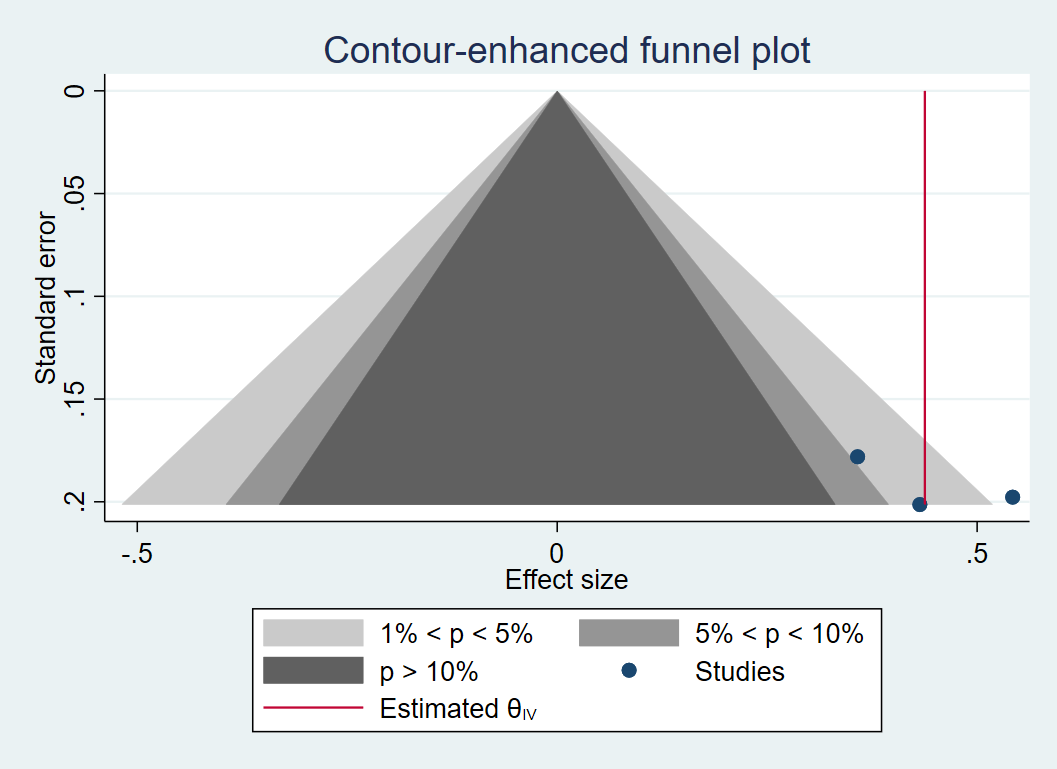 Contour-enhanced funnel plot
Standard error
0
.05
.1
.15
.2
-.5
0
.5
Effect size
1% < p < 5%
5% < p < 10%
p > 10%
Studies
Estimated θIV